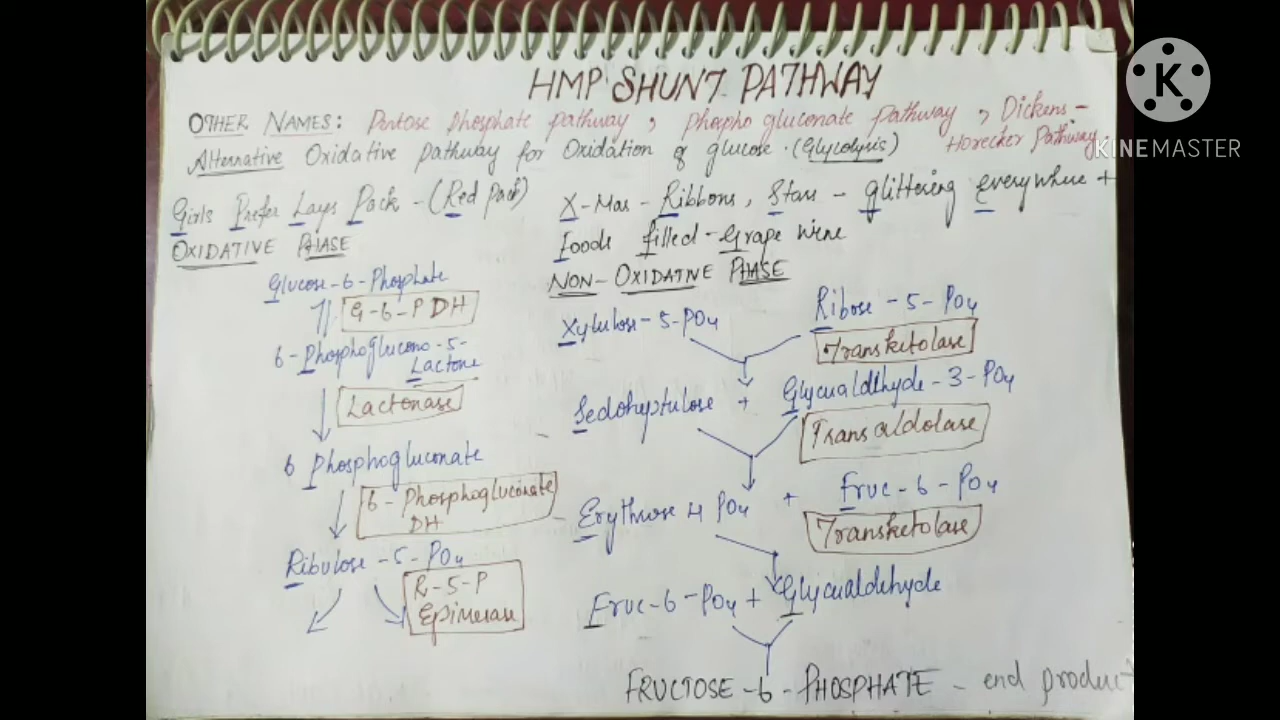 HMP SHUNT PATHWAY
OTHER NAMES: Pentose Phosphate Pathway, Phosphogluconate Pathway, Dickens-
Horecker Pathway.
Alternative Oxidative Pathway for Oxidation of glucose. (Glycolysis)
Girls Prefer Lays Pack - (Red Pack)
OXIDATIVE PHASE
Glucose-6-Phosphate
G-6-P DH
6-Phosphoglucono-5-
Lactone
Lactonase
6 Phosphogluconate
6-Phosphogluconate
DH
Ribulose-5-PO4
R-5-P
Epimerase
X-Mas-Ribbons, Stars-glittering everywhere +
Foods filled-Grape wine
NON-OXIDATIVE PHASE
Xylulose-5-PO4
Ribose-5-PO4
Transketolase
Sedoheptulose + Glyceraldehyde-3-PO4
Transaldolase
Erythrose 4 PO4 + Fruc-6-PO4
Transketolase
Fruc-6-PO4 + Glyceraldehyde
FRUCTOSE-6-PHOSPHATE - end product
K
KINEMASTER